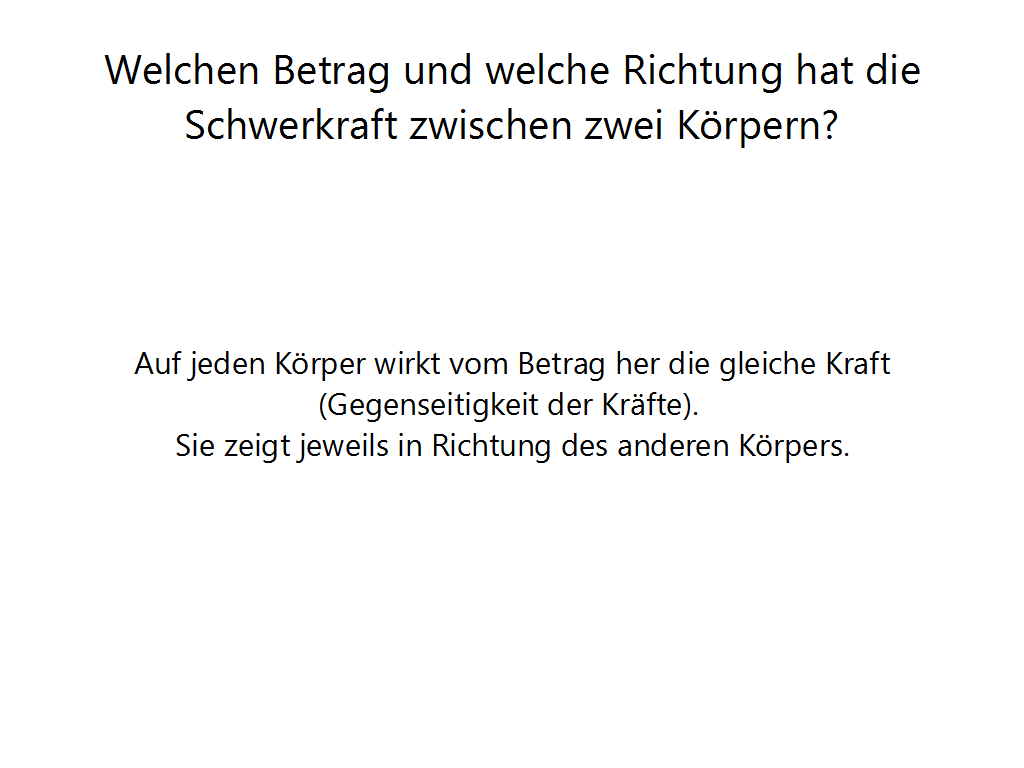 Welchen Betrag und welche Richtung hat die
Schwerkraft zwischen zwei Körpern?
Auf jeden Körper wirkt vom Betrag her die gleiche Kraft
(Gegenseitigkeit der Kräfte).
Sie zeigt jeweils in Richtung des anderen Körpers.